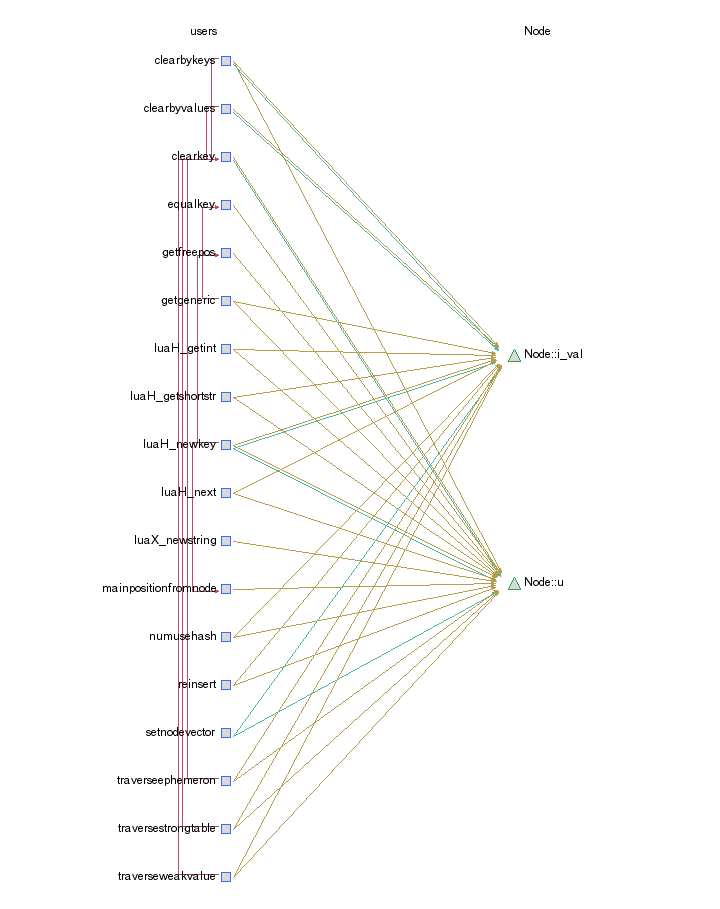 users Node
clearbykeys
clearbyvalues
clearkey
equalkey
getfreepos
getgeneric
luaH_getint
Node::i_val
luaH_getshortstr
luaH_newkey
luaH_next
luaX_newstring
Node::u
mainpositionfromnode
numusehash
reinsert
setnodevector
traverseephemeron
traversestrongtable
traverseweakvalue